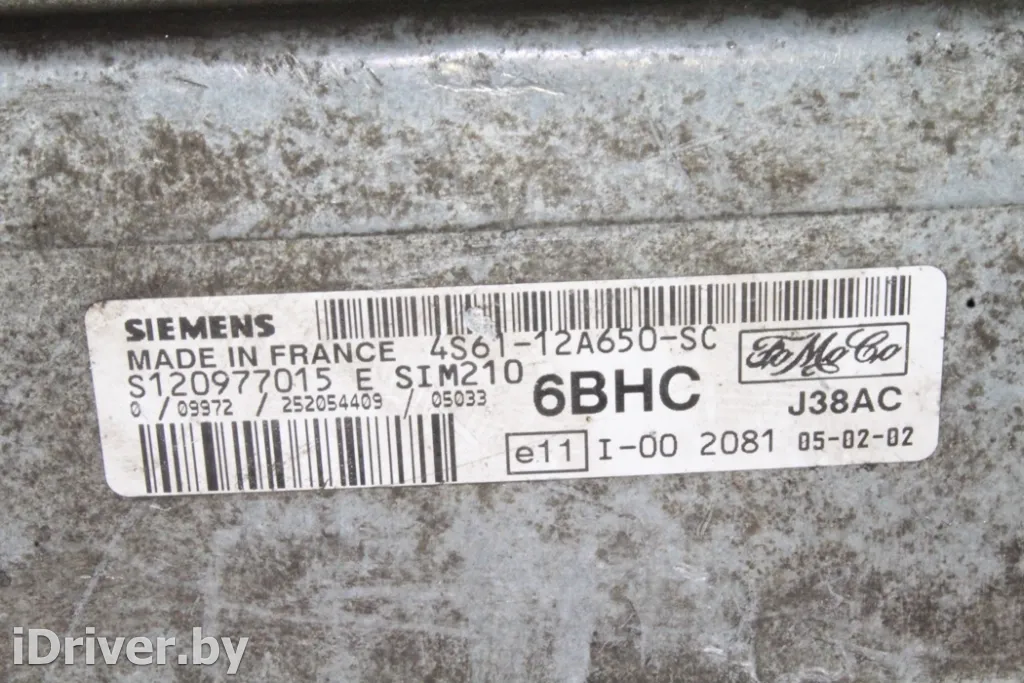 SIEMENS
MADE IN FRANCE 4S61-12A650-SC
FoMoCo
S120977015 E SIM210
0 / 09972 / 252054409 / 05033
6BHC
J38AC
e11 I-00 2081 05-02-02
iDriver.by